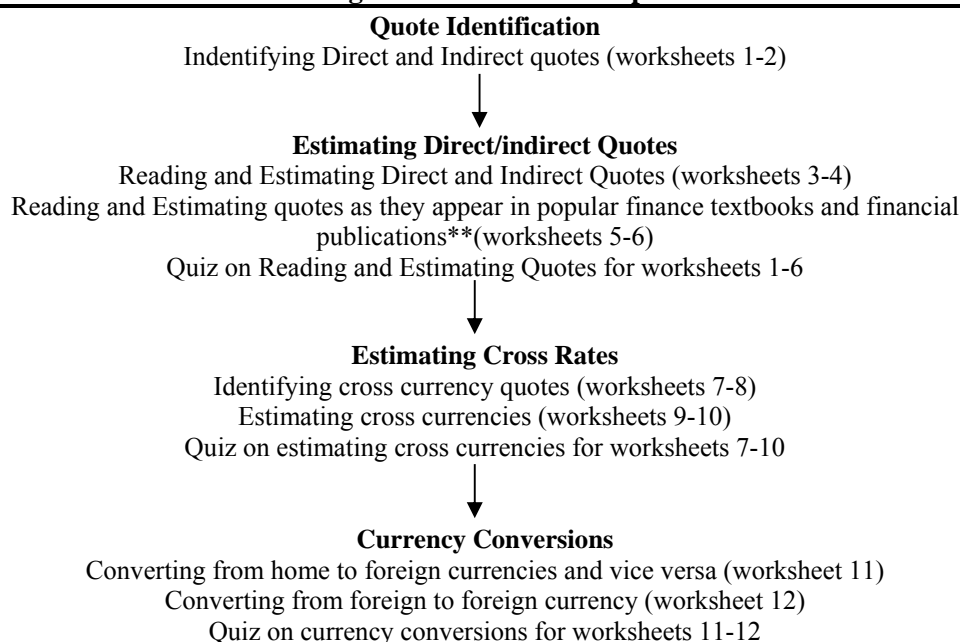 Quote Identification
Indentifying Direct and Indirect quotes (worksheets 1-2)
Estimating Direct/indirect Quotes
Reading and Estimating Direct and Indirect Quotes (worksheets 3-4)
Reading and Estimating quotes as they appear in popular finance textbooks and financial
publications**(worksheets 5-6)
Quiz on Reading and Estimating Quotes for worksheets 1-6
Estimating Cross Rates
Identifying cross currency quotes (worksheets 7-8)
Estimating cross currencies (worksheets 9-10)
Quiz on estimating cross currencies for worksheets 7-10
Currency Conversions
Converting from home to foreign currencies and vice versa (worksheet 11)
Converting from foreign to foreign currency (worksheet 12)
Quiz on currency conversions for worksheets 11-12